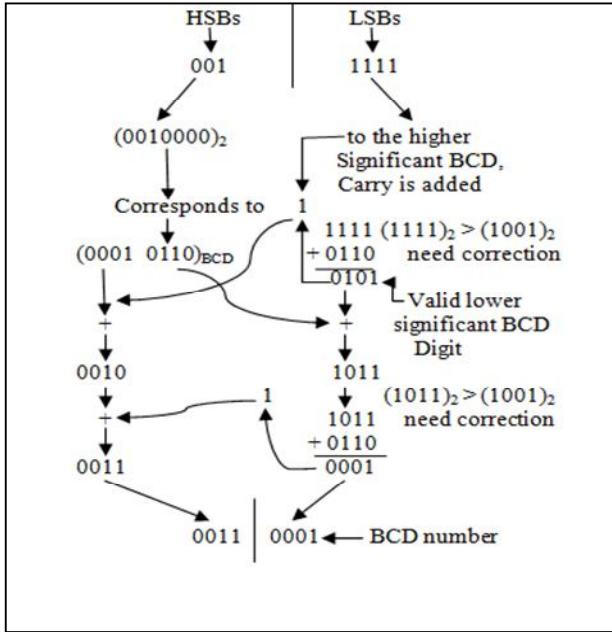 HSBs LSBs
001 1111
(0010000)₂ to the higher
Significant BCD,
Carry is added
Corresponds to 1
1111 (1111)₂ > (1001)₂
(0001 0110)BCD + 0110 need correction
0101
Valid lower
+ + significant BCD
Digit
0010 1011
1 (1011)₂ > (1001)₂
+ 1011 need correction
+ 0110
0011 0001
0011 0001 BCD number